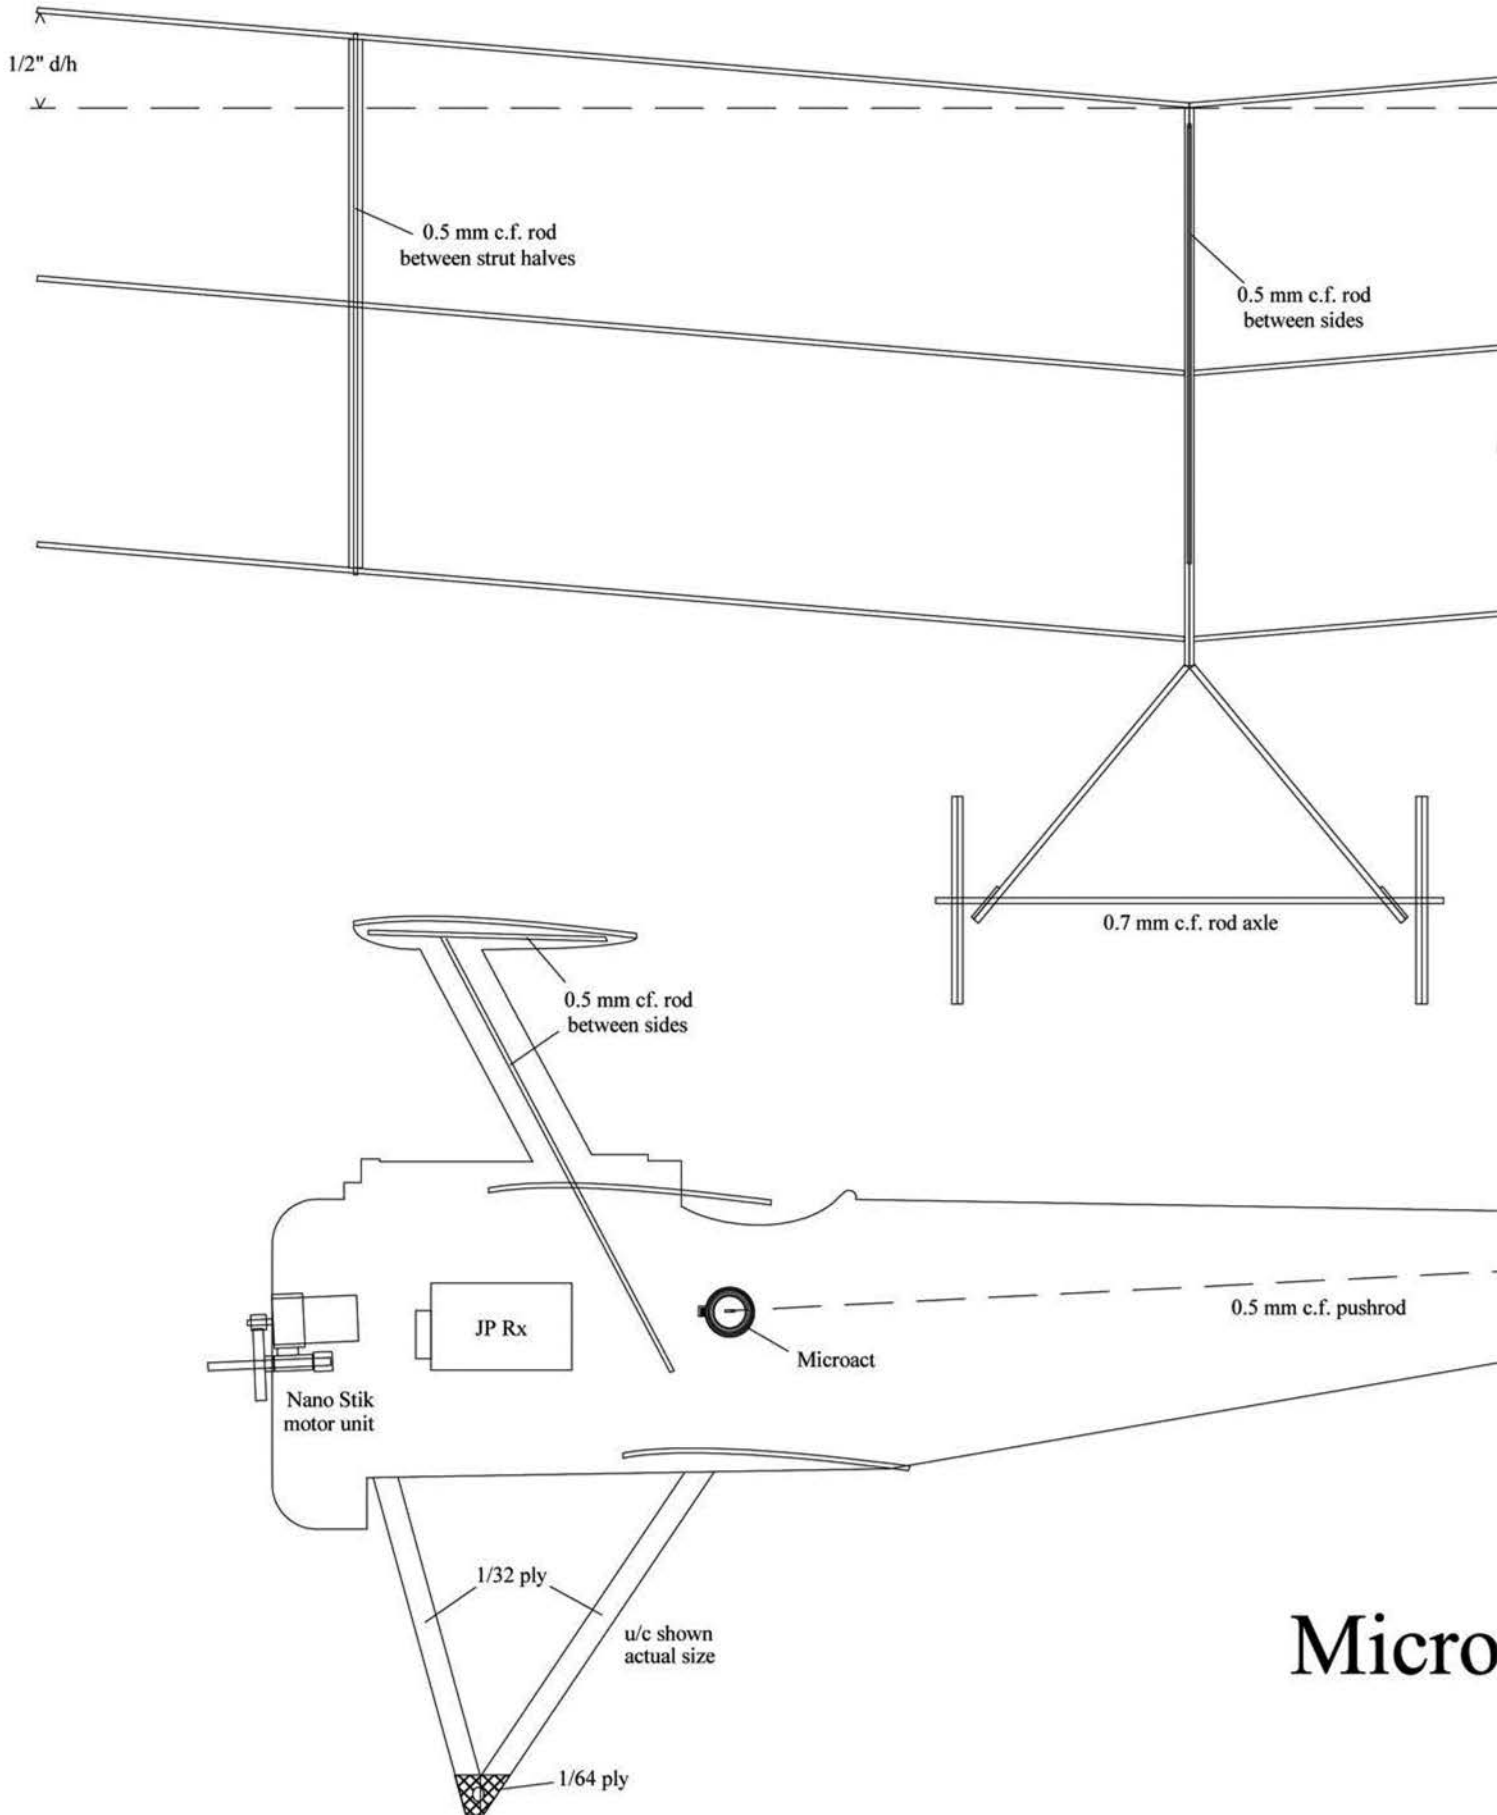 1/2" d/h
0.5 mm c.f. rod
between strut halves
0.5 mm c.f. rod
between sides
0.7 mm c.f. rod axle
0.5 mm cf. rod
between sides
JP Rx
0.5 mm c.f. pushrod
Microact
Nano Stik
motor unit
1/32 ply
u/c shown
actual size
Micro
1/64 ply